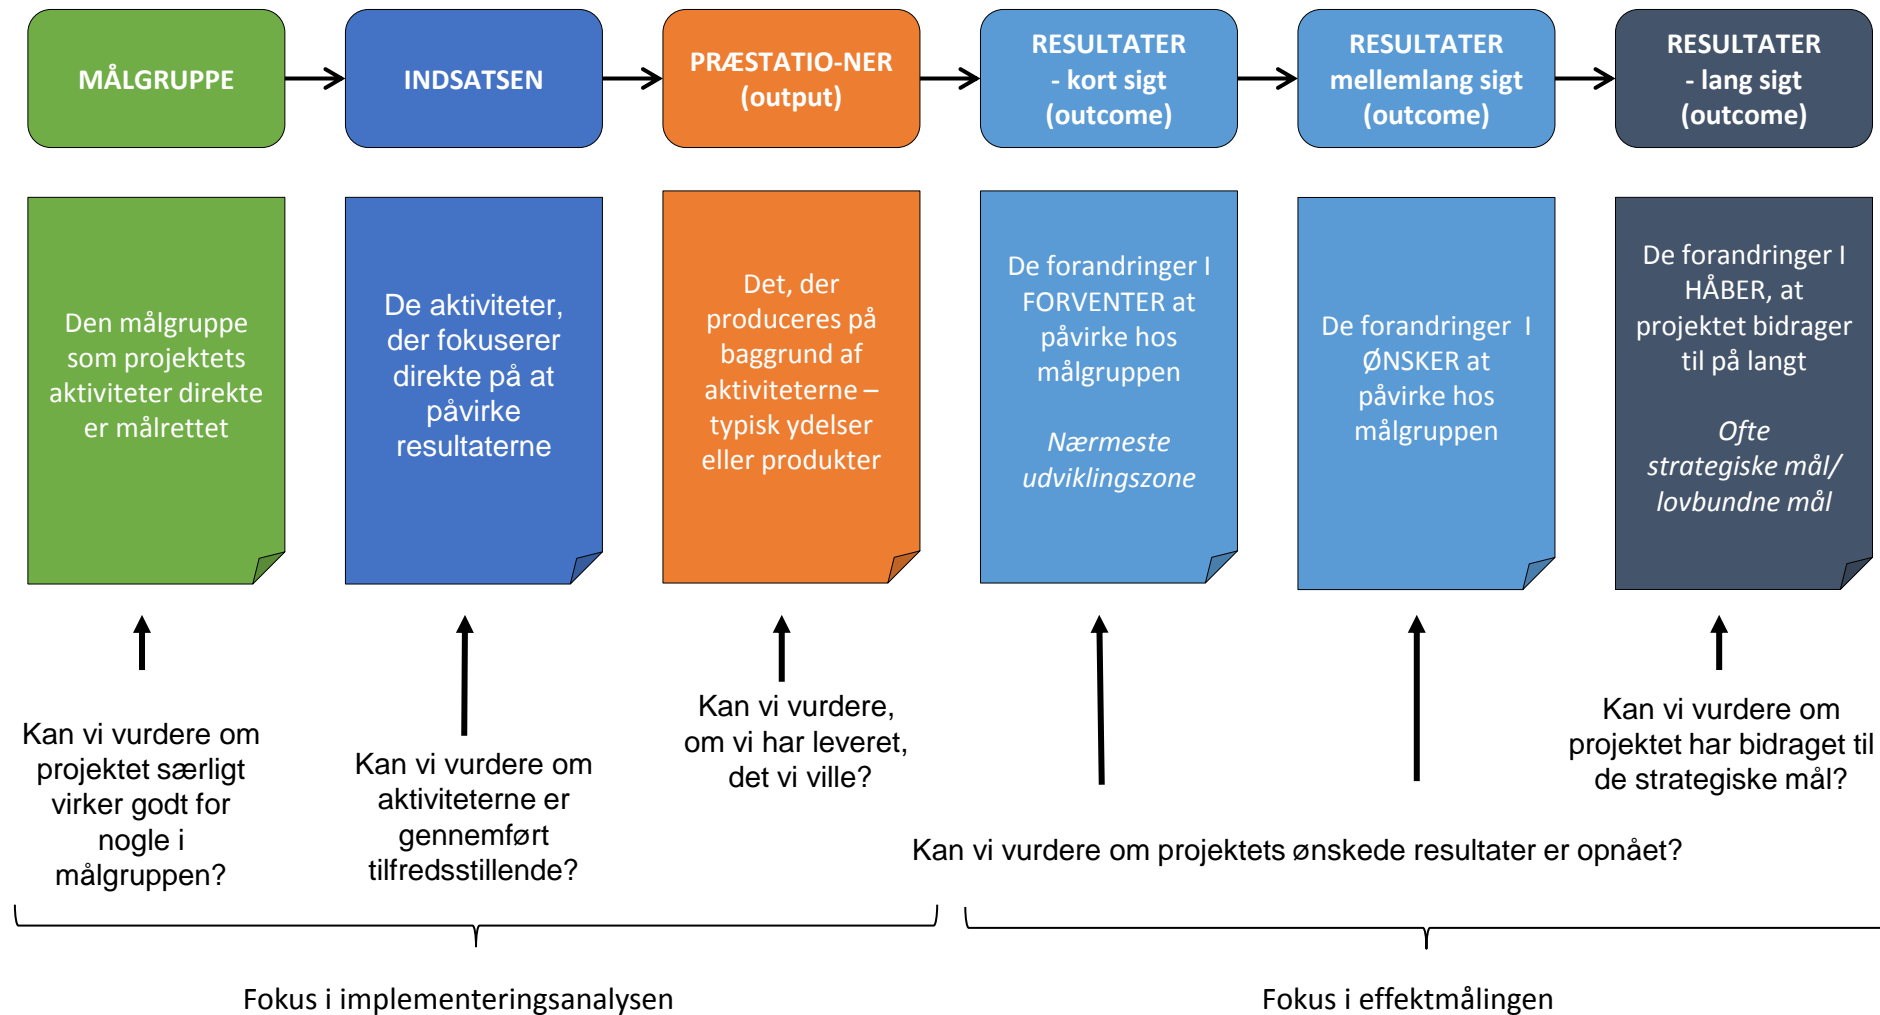 MÅLGRUPPE
INDSATSEN
PRÆSTATIO-NER
(output)
RESULTATER
- kort sigt
(outcome)
RESULTATER
mellemlang sigt
(outcome)
RESULTATER
- lang sigt
(outcome)
Den målgruppe
som projektets
aktiviteter direkte
er målrettet
De aktiviteter,
der fokuserer
direkte på at
påvirke
resultaterne
Det, der
produceres på
baggrund af
aktiviteterne –
typisk ydelser
eller produkter
De forandringer I
FORVENTER at
påvirke hos
målgruppen
Nærmeste
udviklingszone
De forandringer I
ØNSKER at
påvirke hos
målgruppen
De forandringer I
HÅBER, at
projektet bidrager
til på langt
Ofte
strategiske mål/
lovbundne mål
Kan vi vurdere om
projektet særligt
virker godt for
nogle i
målgruppen?
Kan vi vurdere om
aktiviteterne er
gennemført
tilfredsstillende?
Kan vi vurdere,
om vi har leveret,
det vi ville?
Kan vi vurdere om projektets ønskede resultater er opnået?
Kan vi vurdere om
projektet har bidraget til
de strategiske mål?
Fokus i implementeringsanalysen
Fokus i effektmålingen